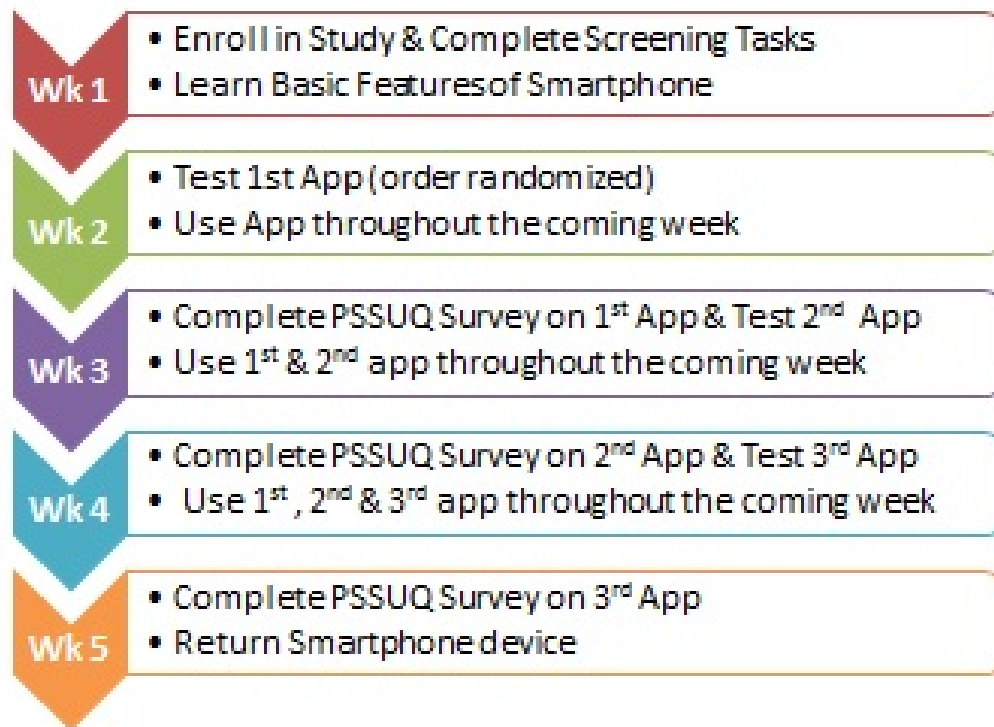 Wk 1
• Enroll in Study & Complete Screening Tasks
• Learn Basic Features of Smartphone
Wk 2
• Test 1st App (order randomized)
• Use App throughout the coming week
Wk 3
• Complete PSSUQ Survey on 1st App & Test 2nd App
• Use 1st & 2nd app throughout the coming week
Wk 4
• Complete PSSUQ Survey on 2nd App & Test 3rd App
• Use 1st , 2nd & 3rd app throughout the coming week
Wk 5
• Complete PSSUQ Survey on 3rd App
• Return Smartphone device